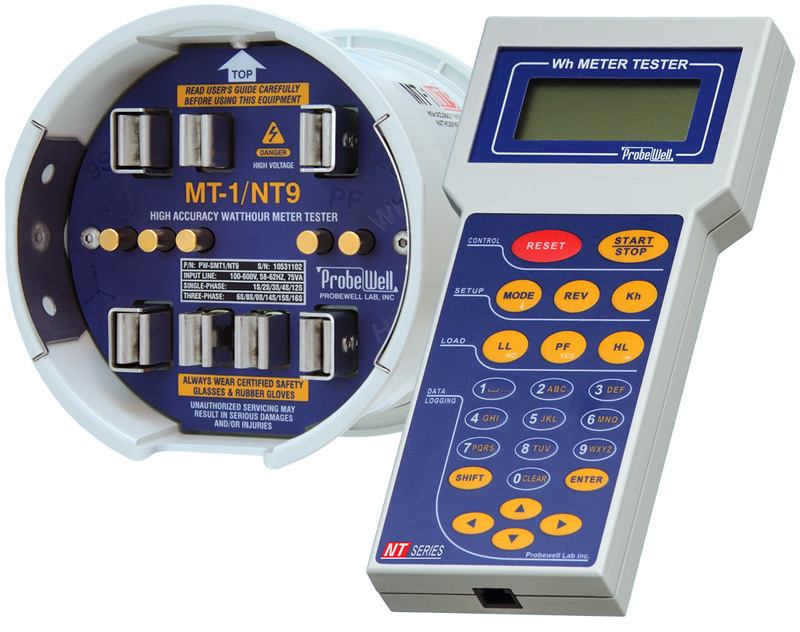 TOP
READ USER'S GUIDE CAREFULLY
BEFORE USING THIS EQUIPMENT
DANGER
HIGH VOLTAGE
MT-1/NT9
HIGH ACCURACY WATTHOUR METER TESTER
P/N: PW-SMT1/NT9 S/N: 10531102
INPUT LINE: 100-600V, 58-62HZ, 75VA
SINGLE-PHASE: 1S/2S/3S/4S/12S
THREE-PHASE: 6S/8S/9S/14S/15S/16S
ProbeWell
PROBEWELL LAB, INC
ALWAYS WEAR CERTIFIED SAFETY
GLASSES & RUBBER GLOVES
UNAUTHORIZED SERVICING MAY
RESULT IN SERIOUS DAMAGES
AND/OR INJURIES
MT-1
Wh METER TESTER
ProbeWell
CONTROL RESET START STOP
SETUP MODE REV Kh
LOAD LL NO PF YES HL
DATA LOGGING
1 2 ABC 3 DEF
4 GHI 5 JKL 6 MNO
7 PQRS 8 TUV 9 WXYZ
SHIFT 0 CLEAR ENTER
NT SERIES
Probewell Lab inc.